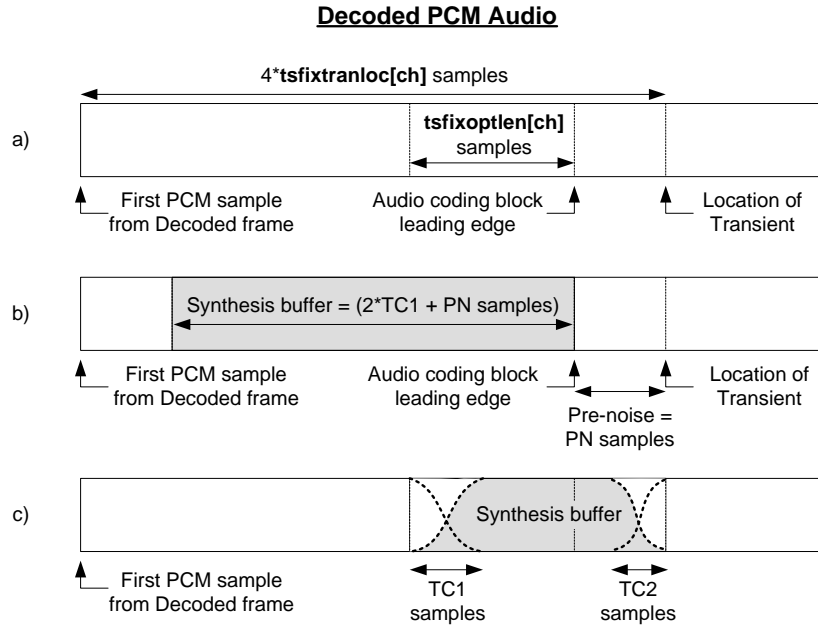 Decoded PCM Audio
4*tsfixtranloc[ch] samples
a)
tsfixoptlen[ch]
samples
First PCM sample
from Decoded frame
Audio coding block
leading edge
Location of
Transient
b)
Synthesis buffer = (2*TC1 + PN samples)
First PCM sample
from Decoded frame
Audio coding block
leading edge
Location of
Transient
Pre-noise =
PN samples
c)
Synthesis buffer
First PCM sample
from Decoded frame
TC1
samples
TC2
samples